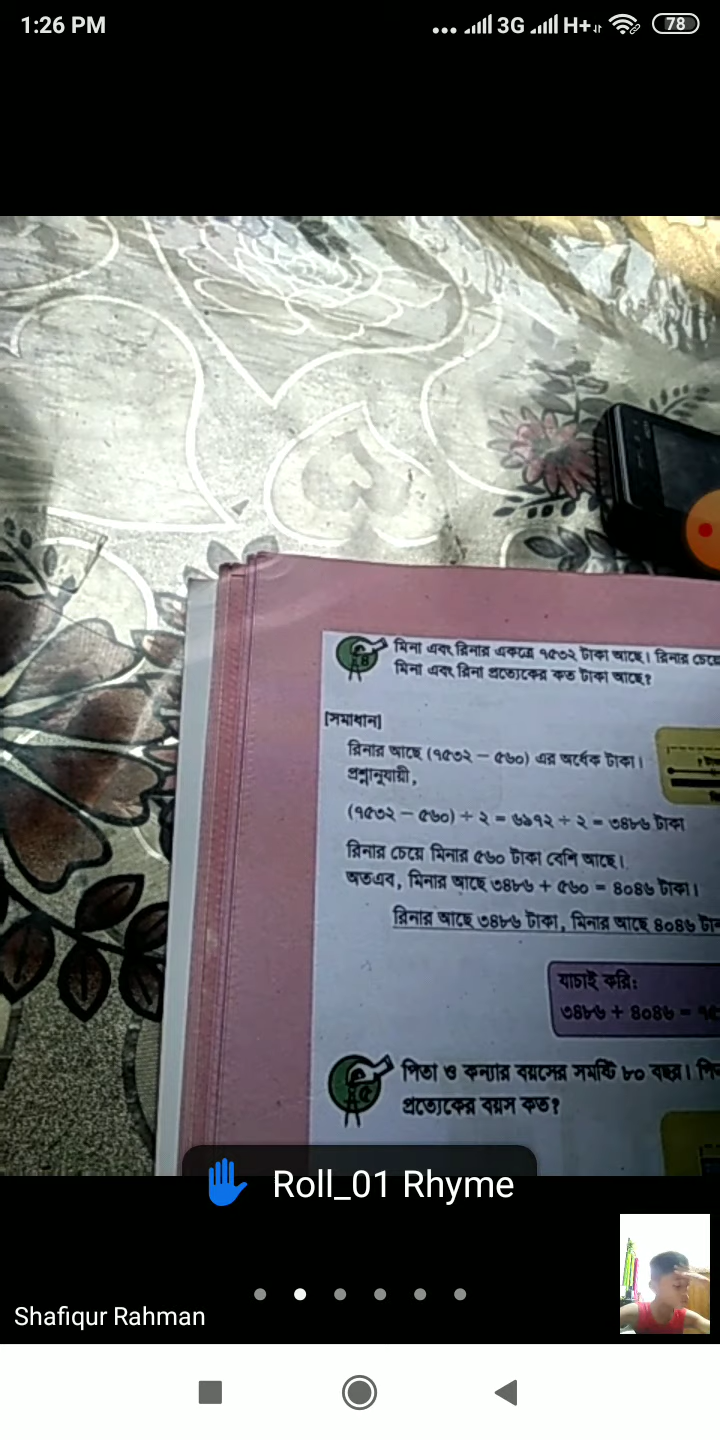 1:26 PM
3G
H+
78
৪
মিনা এবং রিনার একত্রে ৭৫৩২ টাকা আছে। রিনার চেয়ে
মিনা এবং রিনা প্রত্যেকের কত টাকা আছে?
[সমাধান]
রিনার আছে (৭৫৩২ – ৫৬০) এর অর্ধেক টাকা।
প্রশ্নানুযায়ী,
(৭৫৩২ – ৫৬০) ÷ ২ = ৬৯৭২ ÷ ২ = ৩৪৮৬ টাকা
রিনার চেয়ে মিনার ৫৬০ টাকা বেশি আছে।
অতএব, মিনার আছে ৩৪৮৬ + ৫৬০ = ৪০৪৬ টাকা।
রিনার আছে ৩৪৮৬ টাকা, মিনার আছে ৪০৪৬
যাচাই করি:
৩৪৮৬ + ৪০৪৬ =
৫
পিতা ও কন্যার বয়সের সমষ্টি ৮০ বছর।
প্রত্যেকের বয়স কত?
Roll_01 Rhyme
Shafiqur Rahman